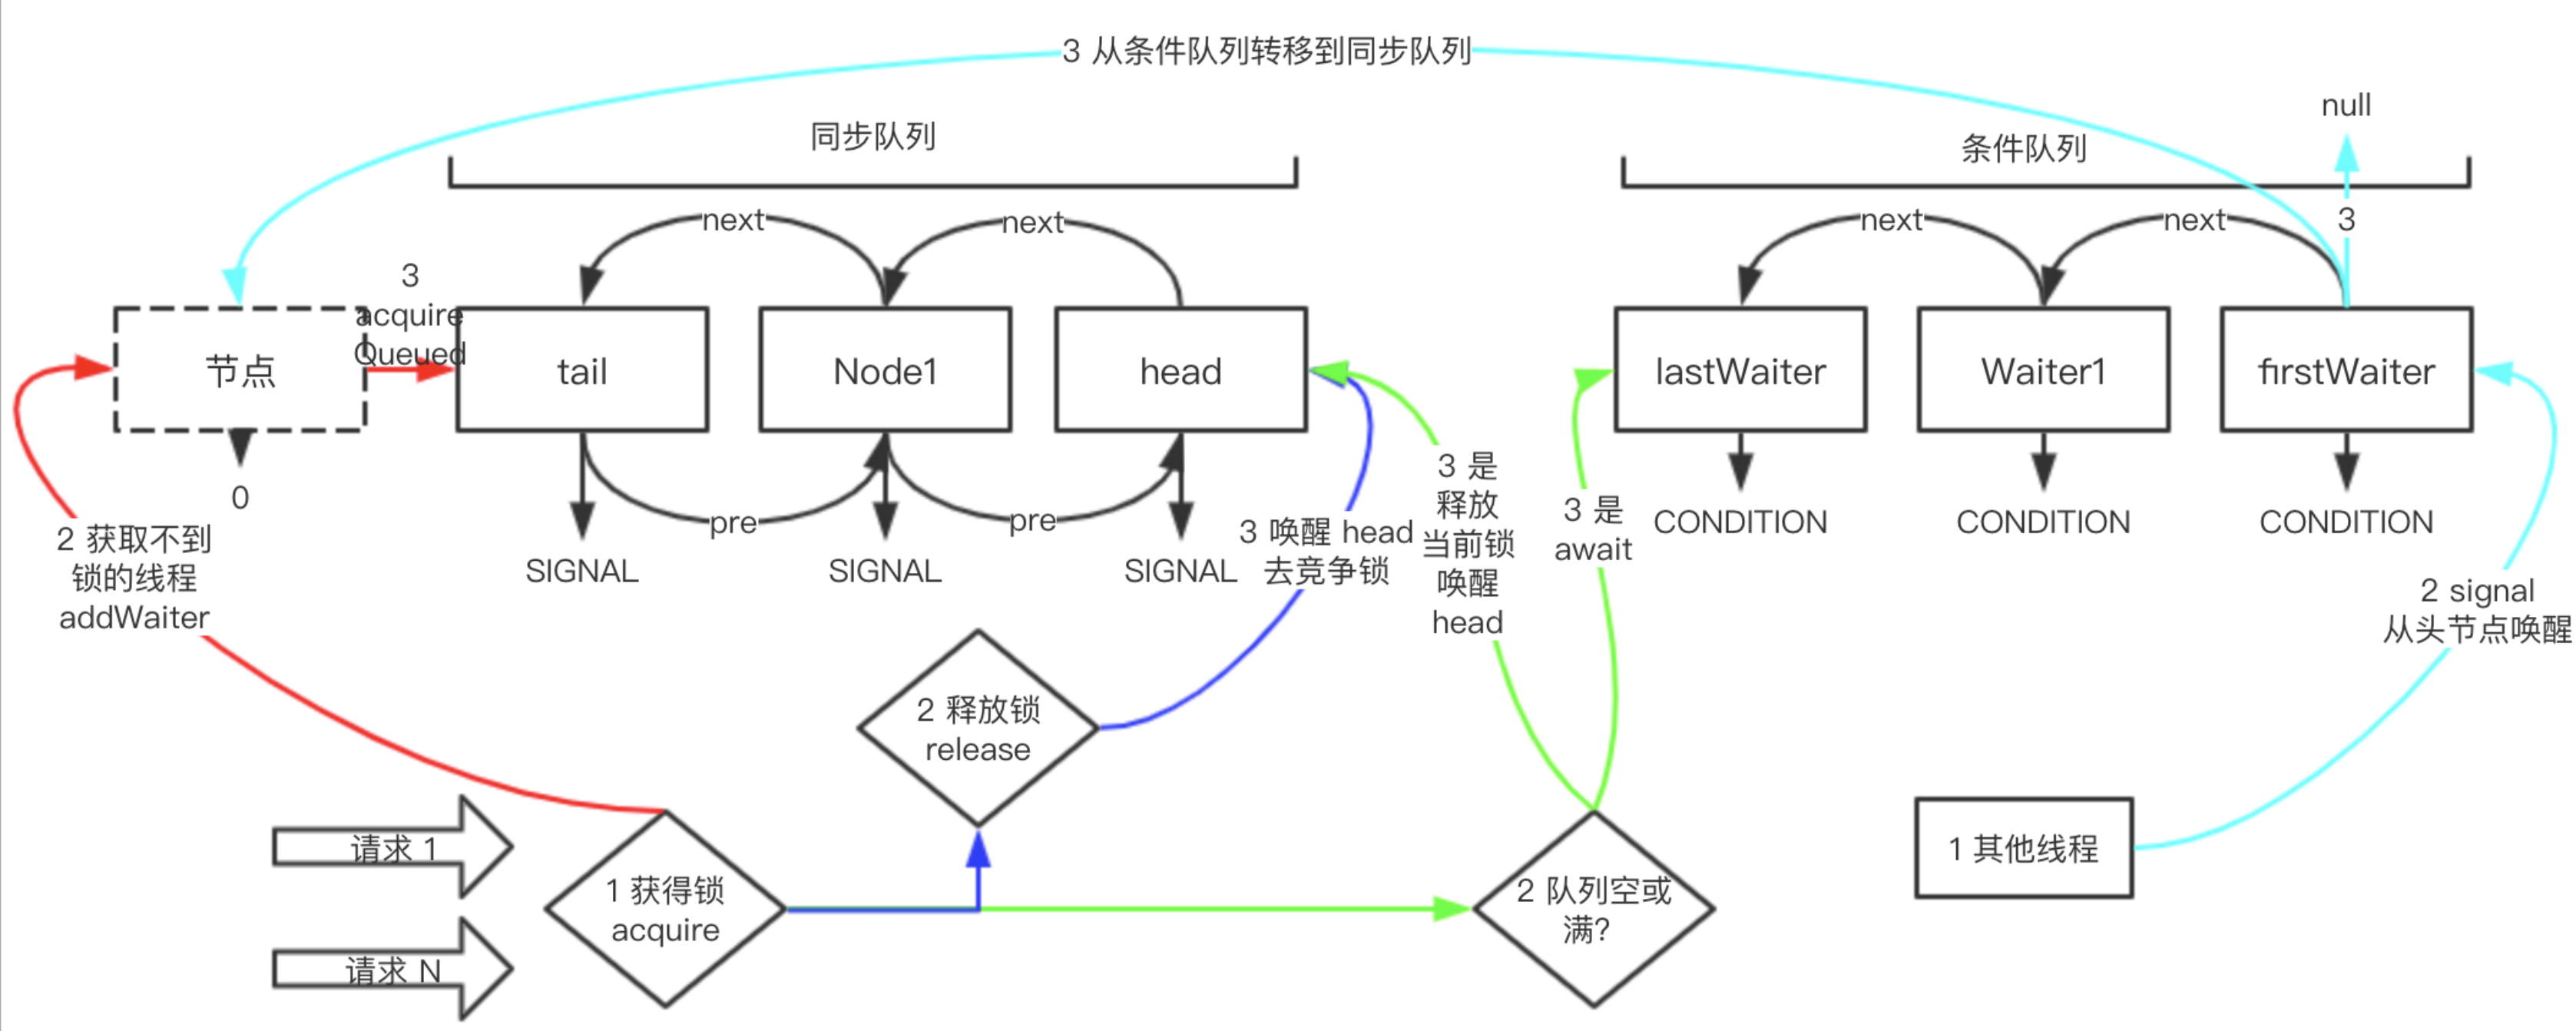 3 从条件队列转移到同步队列
null
同步队列
条件队列
next
next
next
next
3
3
acquire
Queued
节点
tail
Node1
head
lastWaiter
Waiter1
firstWaiter
0
pre
pre
SIGNAL
SIGNAL
SIGNAL
CONDITION
CONDITION
CONDITION
2 获取不到
锁的线程
addWaiter
3 唤醒 head
去竞争锁
3 是
释放
当前锁
唤醒
head
3 是
await
2 signal
从头节点唤醒
2 释放锁
release
请求 1
请求 N
1 获得锁
acquire
2 队列空或
满?
1 其他线程